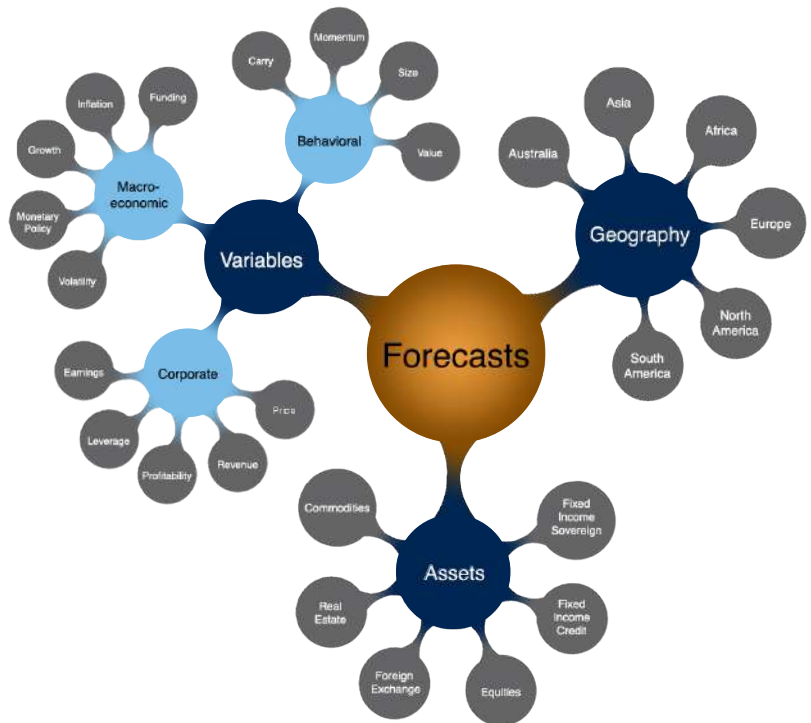 Forecasts
Variables
Behavioral
Carry
Momentum
Size
Value
Macro-
economic
Funding
Inflation
Growth
Monetary
Policy
Volatility
Corporate
Earnings
Leverage
Profitability
Revenue
Price
Geography
Australia
Asia
Africa
Europe
North
America
South
America
Assets
Commodities
Real
Estate
Foreign
Exchange
Equities
Fixed
Income
Credit
Fixed
Income
Sovereign